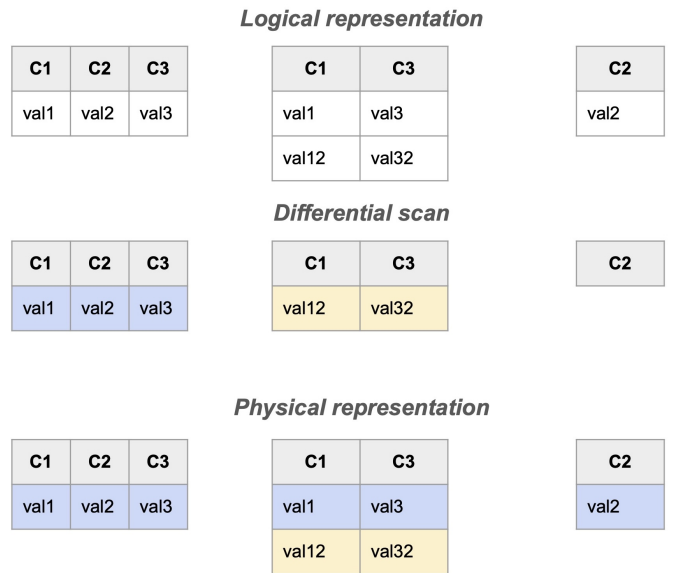 Logical representation
C1 C2 C3 C1 C3 C2
val1 val2 val3 val1 val3 val2
val12 val32
Differential scan
C1 C2 C3 C1 C3 C2
val1 val2 val3 val12 val32
Physical representation
C1 C2 C3 C1 C3 C2
val1 val2 val3 val1 val3 val2
val12 val32